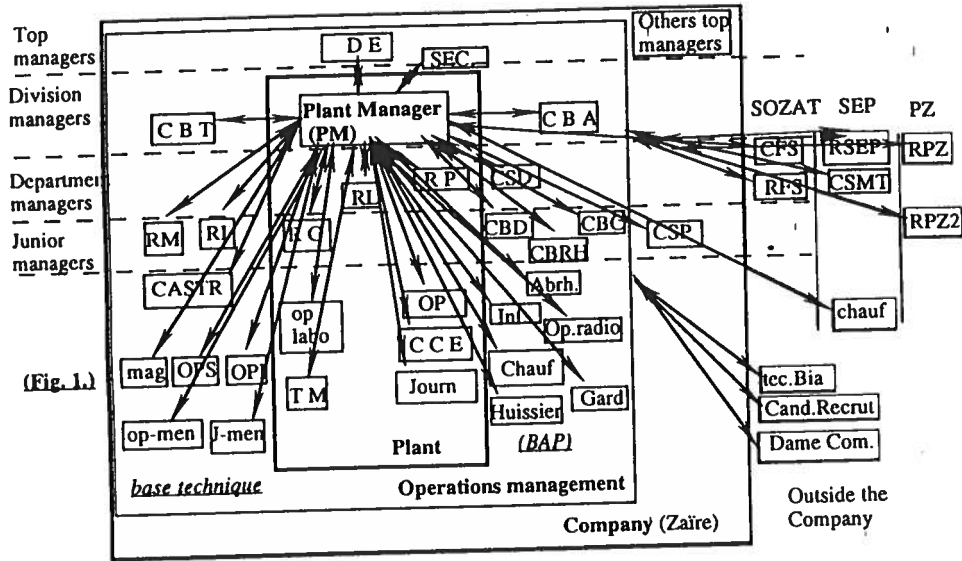 Top
managers
Others top
managers
D E
SEC.
Division
managers
Plant Manager
(PM)
C B T
C B A
SOZAT SEP PZ
CFS RSEP RPZ
Department
managers
R P
CSD
RFS
CSMT
RPZ2
Junior
managers
RM
RI
CBD
CBG
CSP
CBRH
CASTR
Abrh.
OP
chauf
op
labo
Op.radio
C C E
(Fig. 1.)
mag
OPS
OPI
T M
Journ
Chauf
Gard
tec.Bia
Huissier
Cand.Recrut
op-men
J-men
Plant
(BAP)
Dame Com.
base technique
Operations management
Outside the
Company
Company (Zaïre)